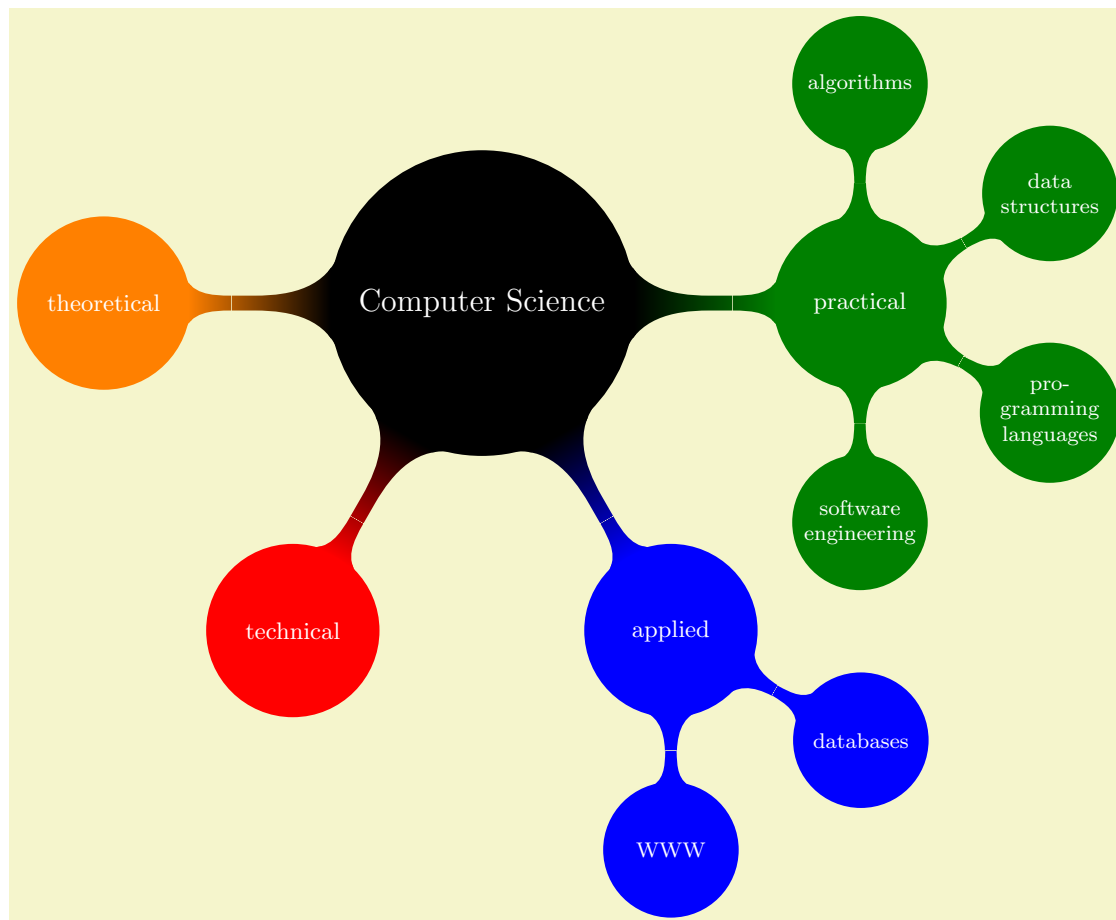 algorithms
data
structures
Computer Science
theoretical
practical
pro-
gramming
languages
software
engineering
technical
applied
databases
WWW